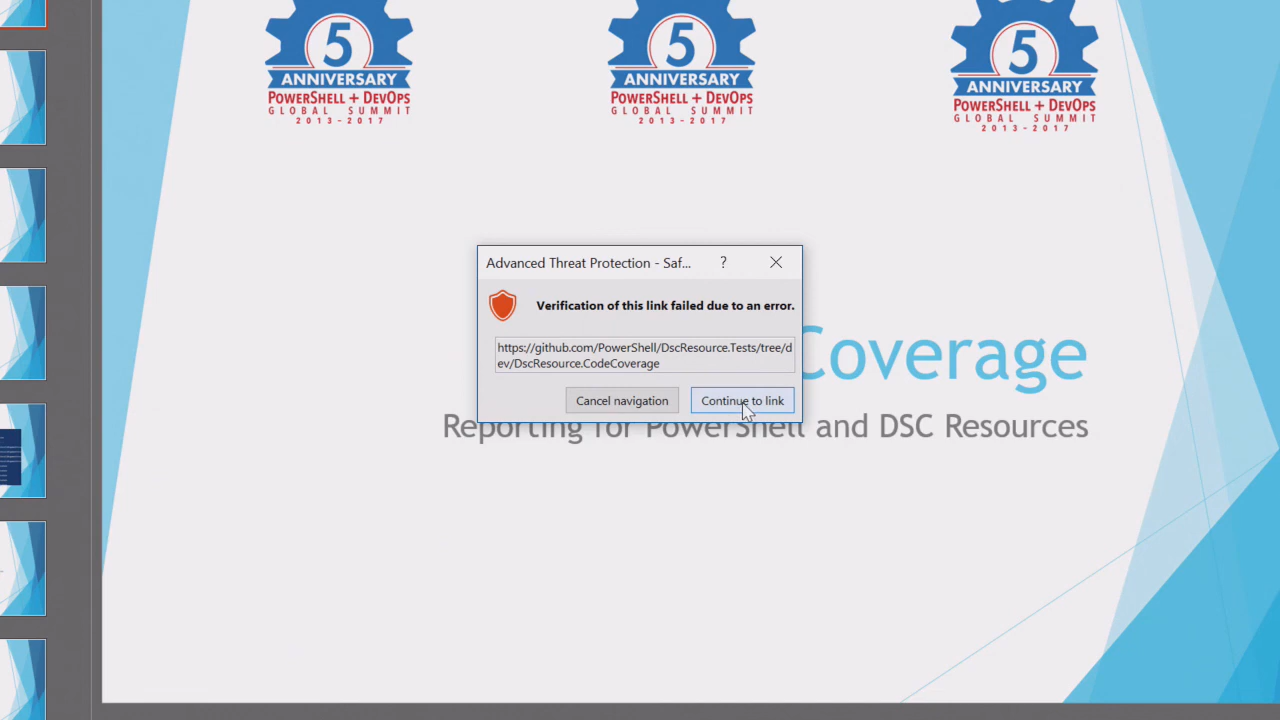 5
ANNIVERSARY
POWERSHELL + DEVOPS
GLOBAL SUMMIT
2013-2017
5
ANNIVERSARY
POWERSHELL + DEVOPS
GLOBAL SUMMIT
2013-2017
5
ANNIVERSARY
POWERSHELL + DEVOPS
GLOBAL SUMMIT
2013-2017
Advanced Threat Protection - Saf...
?
Verification of this link failed due to an error.
https://github.com/PowerShell/DscResource.Tests/tree/d
ev/DscResource.CodeCoverage
Cancel navigation
Continue to link
Coverage
Reporting for PowerShell and DSC Resources